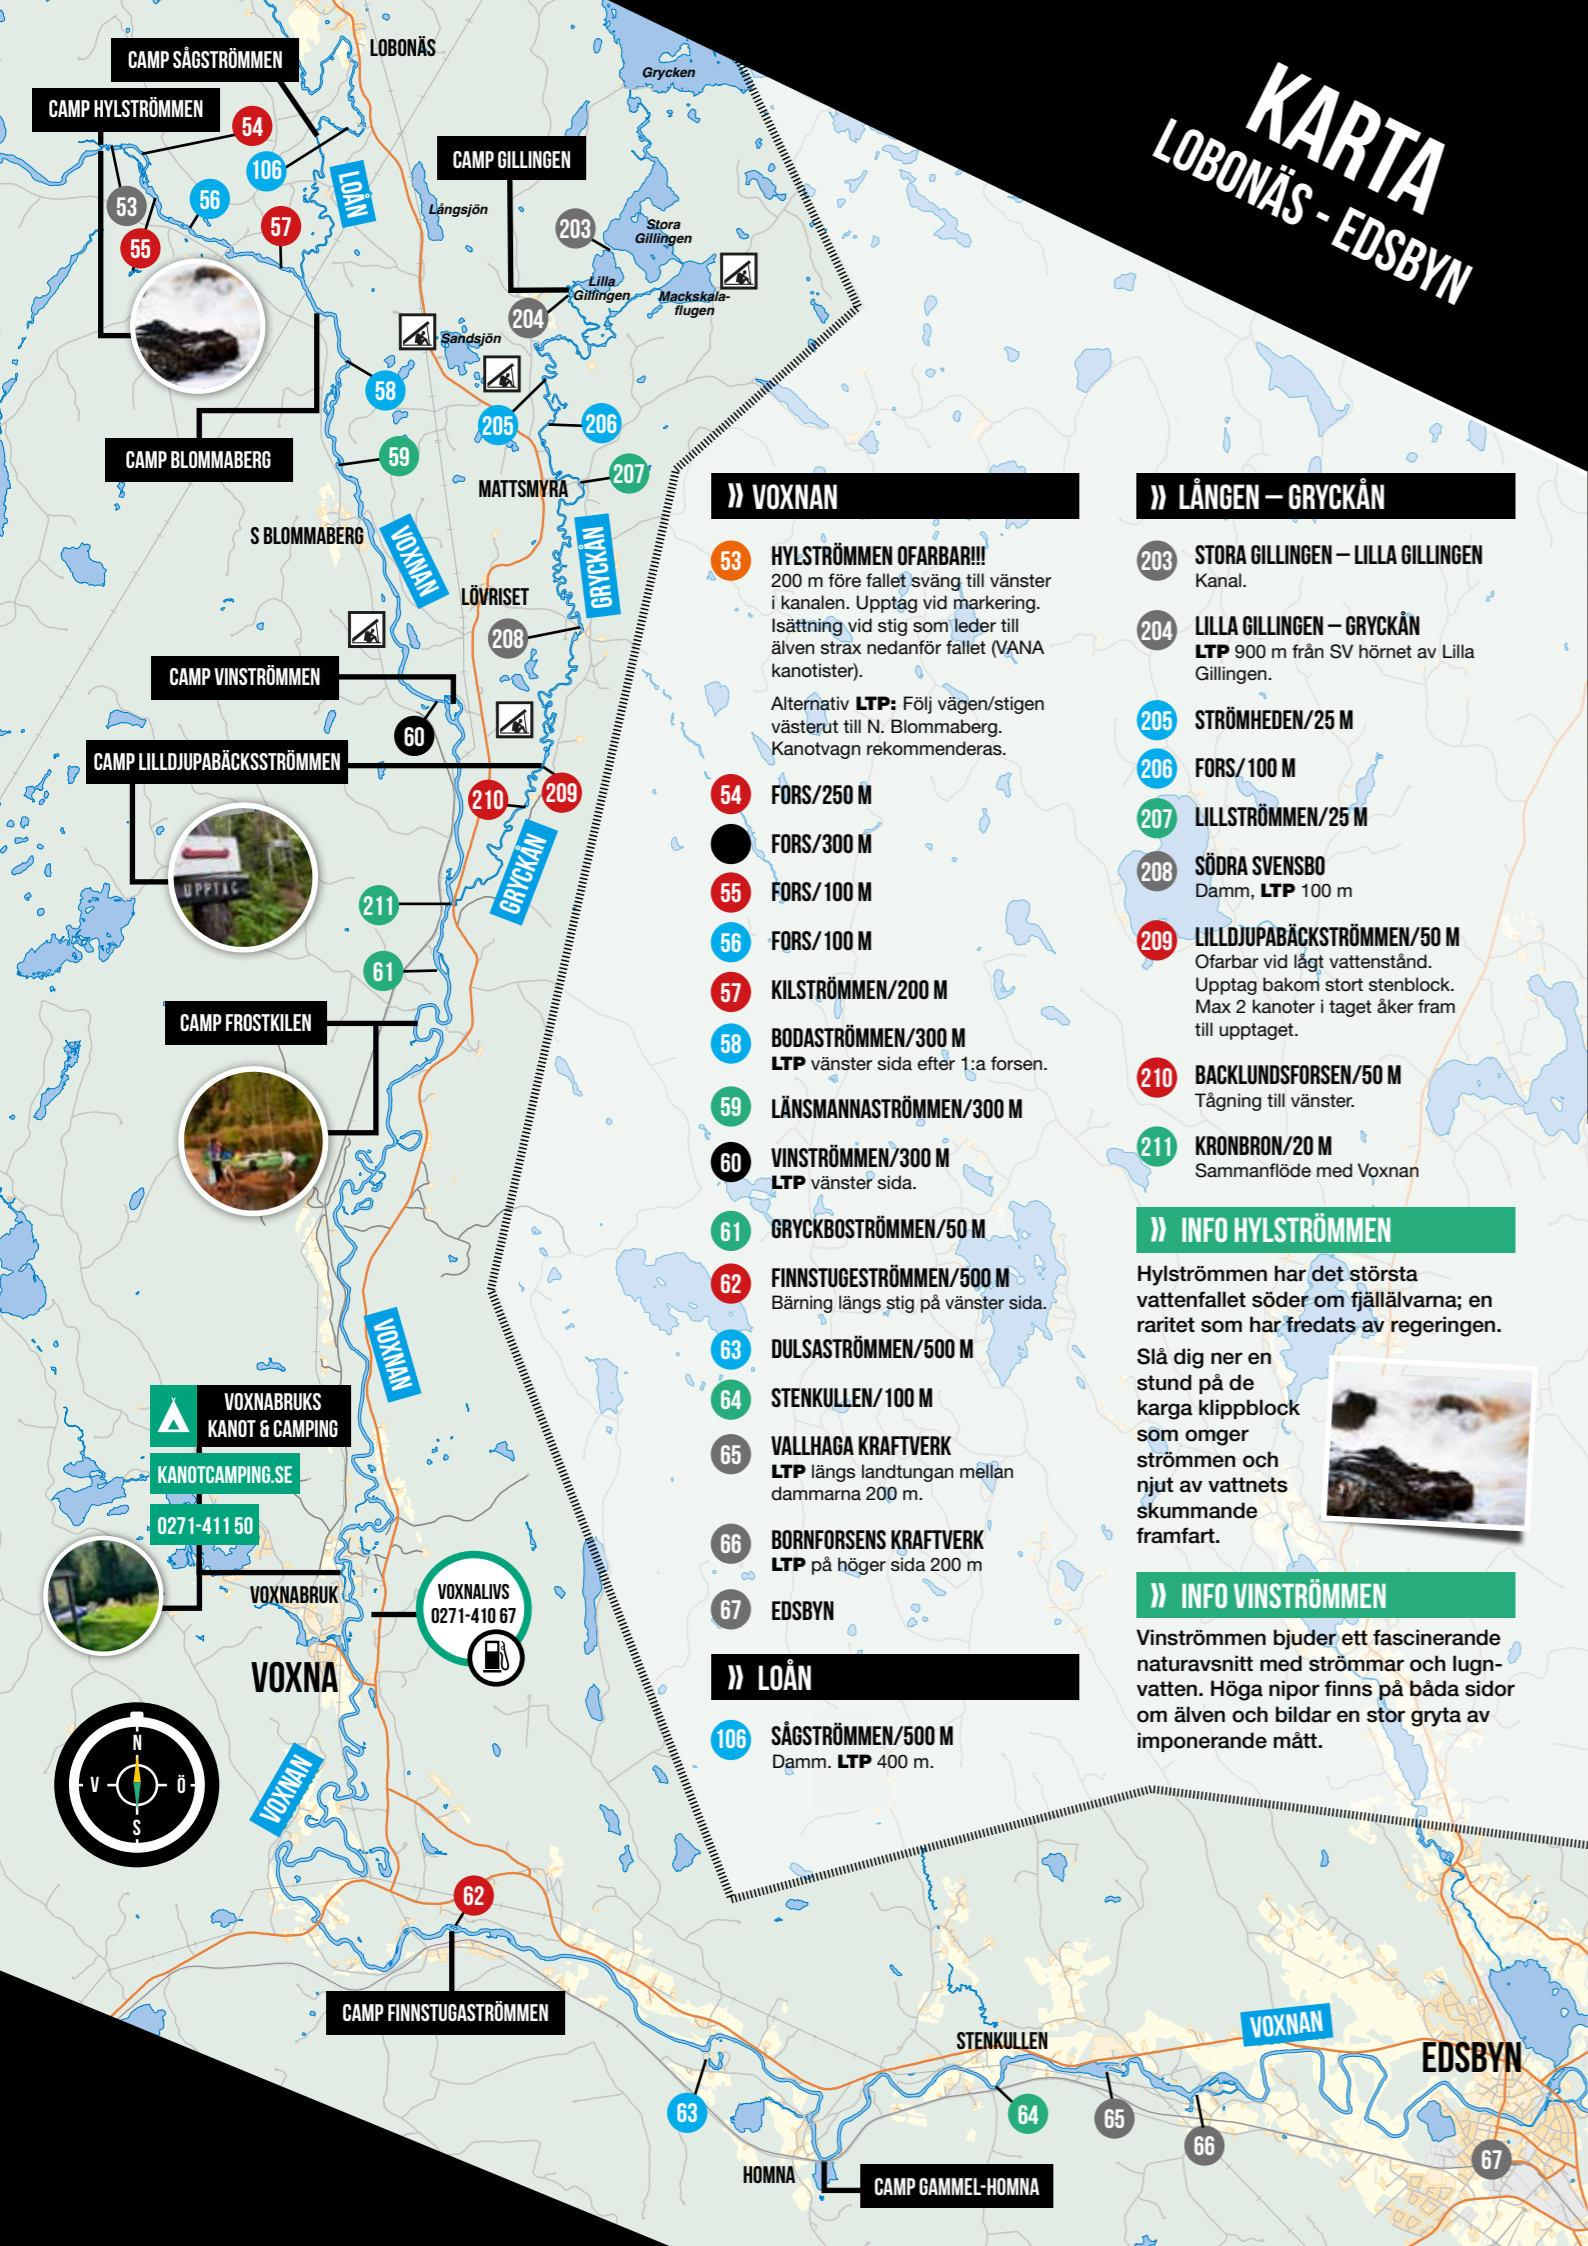 KARTA
LOBONÄS - EDSBYN
LOBONÄS
CAMP SÅGSTRÖMMEN
CAMP HYLSTRÖMMEN
54
106
53
56
55
57
LOÅN
CAMP GILLINGEN
Grycken
Långsjön
203
Stora
Gillingen
Lilla
Gillingen
Mackskala-
flugen
204
Sandsjön
58
205
206
CAMP BLOMMABERG
59
207
MATTSMYRA
S BLOMMABERG
VOXNAN
GRYCKÅN
LÖVRISET
208
CAMP VINSTRÖMMEN
60
CAMP LILLDJUPABÄCKSSTRÖMMEN
210
209
UPPTAG
GRYCKÅN
211
61
CAMP FROSTKILEN
VOXNAN
VOXNABRUKS
KANOT & CAMPING
KANOTCAMPING.SE
0271-411 50
VOXNABRUK
VOXNALIVS
0271-410 67
VOXNA
N
V
Ö
S
VOXNAN
62
CAMP FINNSTUGASTRÖMMEN
63
HOMNA
CAMP GAMMEL-HOMNA
STENKULLEN
64
65
66
VOXNAN
EDSBYN
67
» VOXNAN
53 HYLSTRÖMMEN OFARBAR!!!
200 m före fallet sväng till vänster
i kanalen. Upptag vid markering.
Isättning vid stig som leder till
älven strax nedanför fallet (VANA
kanotister).
Alternativ LTP: Följ vägen/stigen
västerut till N. Blommaberg.
Kanotvagn rekommenderas.
54 FORS/250 M
FORS/300 M
55 FORS/100 M
56 FORS/100 M
57 KILSTRÖMMEN/200 M
58 BODASTRÖMMEN/300 M
LTP vänster sida efter 1:a forsen.
59 LÄNSMANNASTRÖMMEN/300 M
60 VINSTRÖMMEN/300 M
LTP vänster sida.
61 GRYCKBOSTRÖMMEN/50 M
62 FINNSTUGESTRÖMMEN/500 M
Bärning längs stig på vänster sida.
63 DULSASTRÖMMEN/500 M
64 STENKULLEN/100 M
65 VALLHAGA KRAFTVERK
LTP längs landtungan mellan
dammarna 200 m.
66 BORNFORSENS KRAFTVERK
LTP på höger sida 200 m
67 EDSBYN
» LOÅN
106 SÅGSTRÖMMEN/500 M
Damm. LTP 400 m.
» LÅNGEN – GRYCKÅN
203 STORA GILLINGEN – LILLA GILLINGEN
Kanal.
204 LILLA GILLINGEN – GRYCKÅN
LTP 900 m från SV hörnet av Lilla
Gillingen.
205 STRÖMHEDEN/25 M
206 FORS/100 M
207 LILLSTRÖMMEN/25 M
208 SÖDRA SVENSBO
Damm, LTP 100 m
209 LILLDJUPABÄCKSTRÖMMEN/50 M
Ofarbar vid lågt vattenstånd.
Upptag bakom stort stenblock.
Max 2 kanoter i taget åker fram
till upptaget.
210 BACKLUNDSFORSEN/50 M
Tågning till vänster.
211 KRONBRON/20 M
Sammanflöde med Voxnan
» INFO HYLSTRÖMMEN
Hylströmmen har det största
vattenfallet söder om fjällälvarna; en
raritet som har fredats av regeringen.
Slå dig ner en
stund på de
karga klippblock
som omger
strömmen och
njut av vattnets
skummande
framfart.
» INFO VINSTRÖMMEN
Vinströmmen bjuder ett fascinerande
naturavsnitt med strömmar och lugn-
vatten. Höga nipor finns på båda sidor
om älven och bildar en stor gryta av
imponerande mått.